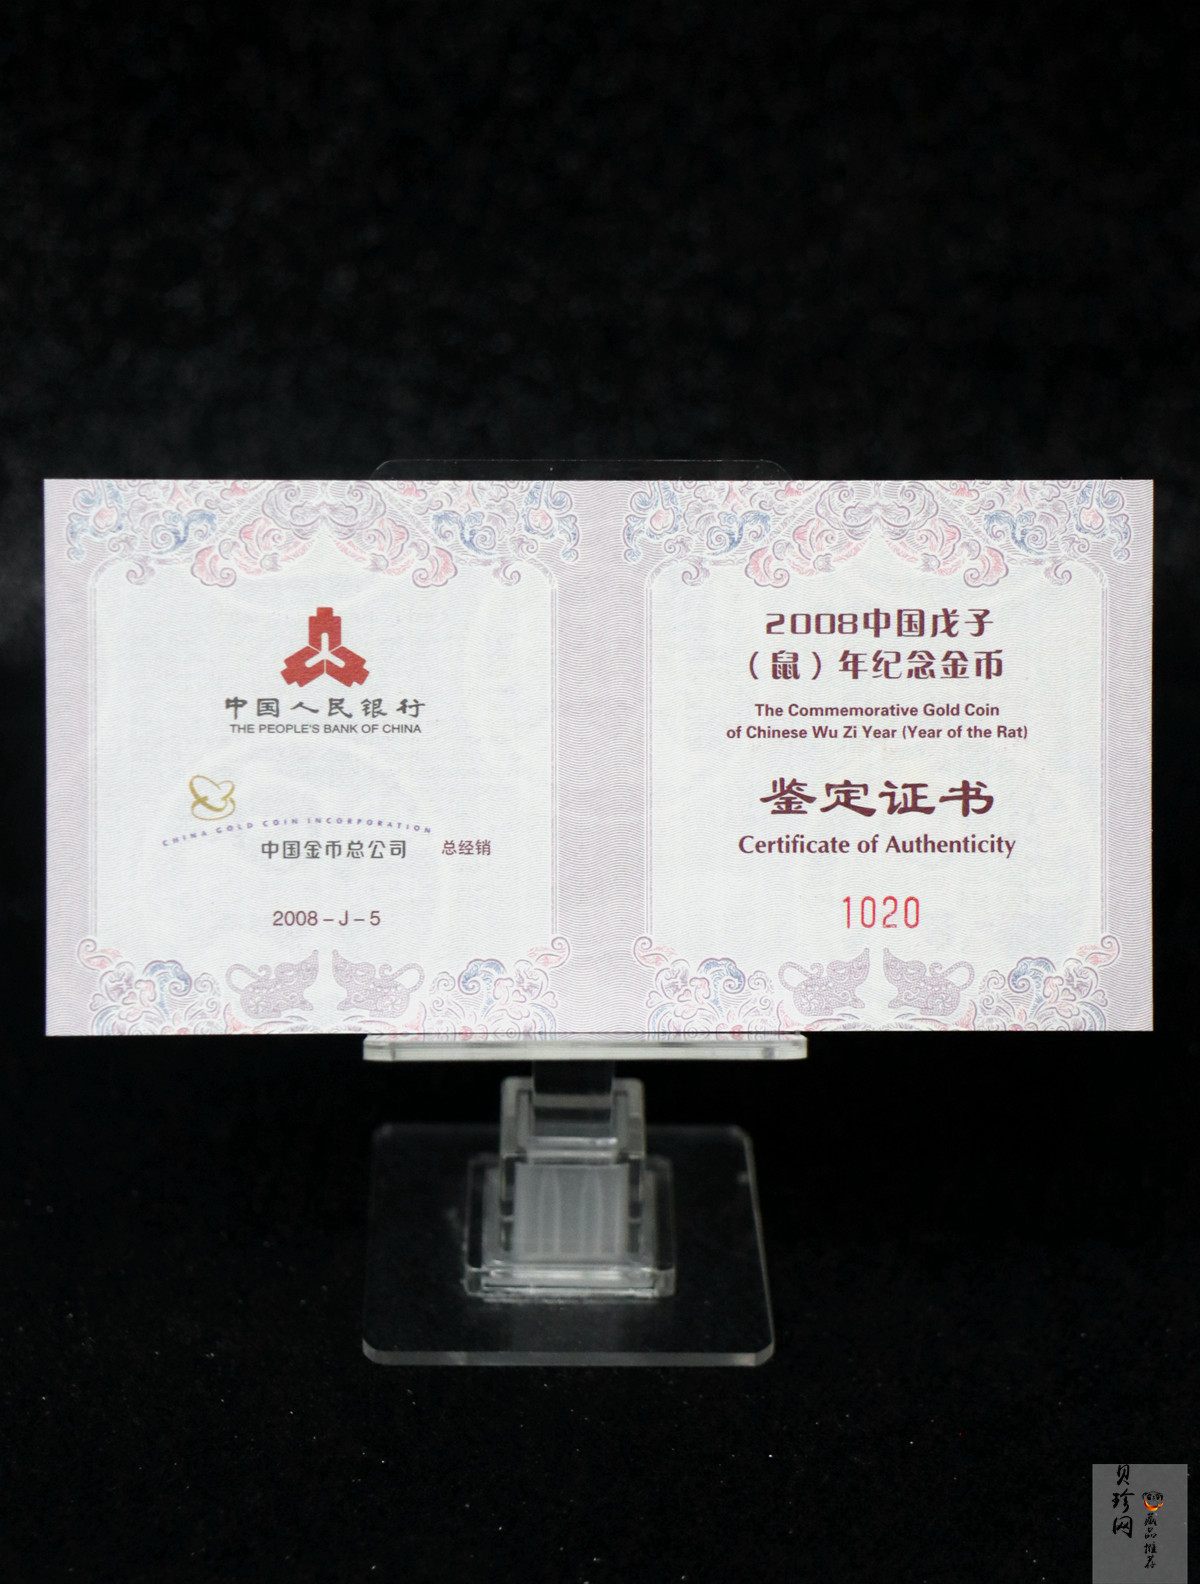 中国人民银行
THE PEOPLE'S BANK OF CHINA
CHINA GOLD COIN INCORPORATION
中国金币总公司 总经销
2008-J-5
2008中国戊子
（鼠）年纪念金币
The Commemorative Gold Coin
of Chinese Wu Zi Year (Year of the Rat)
鉴定证书
Certificate of Authenticity
1020
贝珍网
藏品推荐